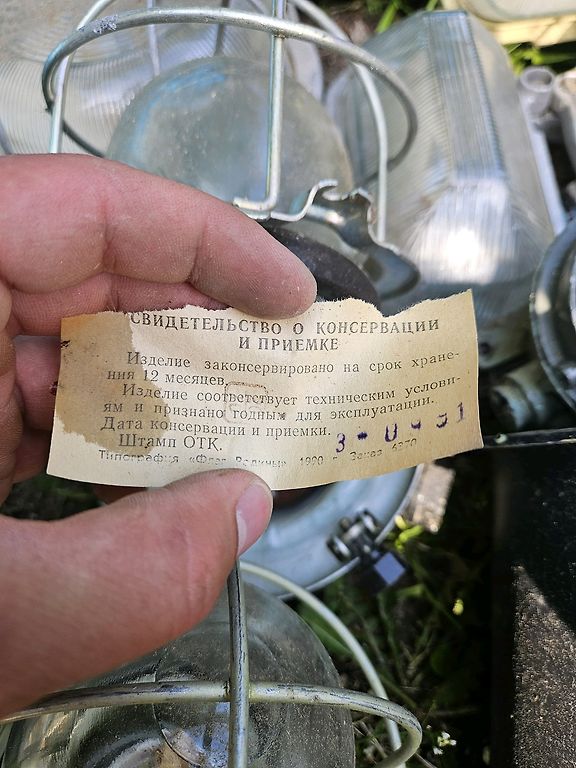 СВИДЕТЕЛЬСТВО О КОНСЕРВАЦИИ
И ПРИЕМКЕ
Изделие законсервировано на срок хране-
ния 12 месяцев.
Изделие соответствует техническим услови-
ям и признано годным для эксплуатации.
Дата консервации и приемки.
Штамп ОТК.
Типография «Флаг Родины» 1990 г. Заказ 4270